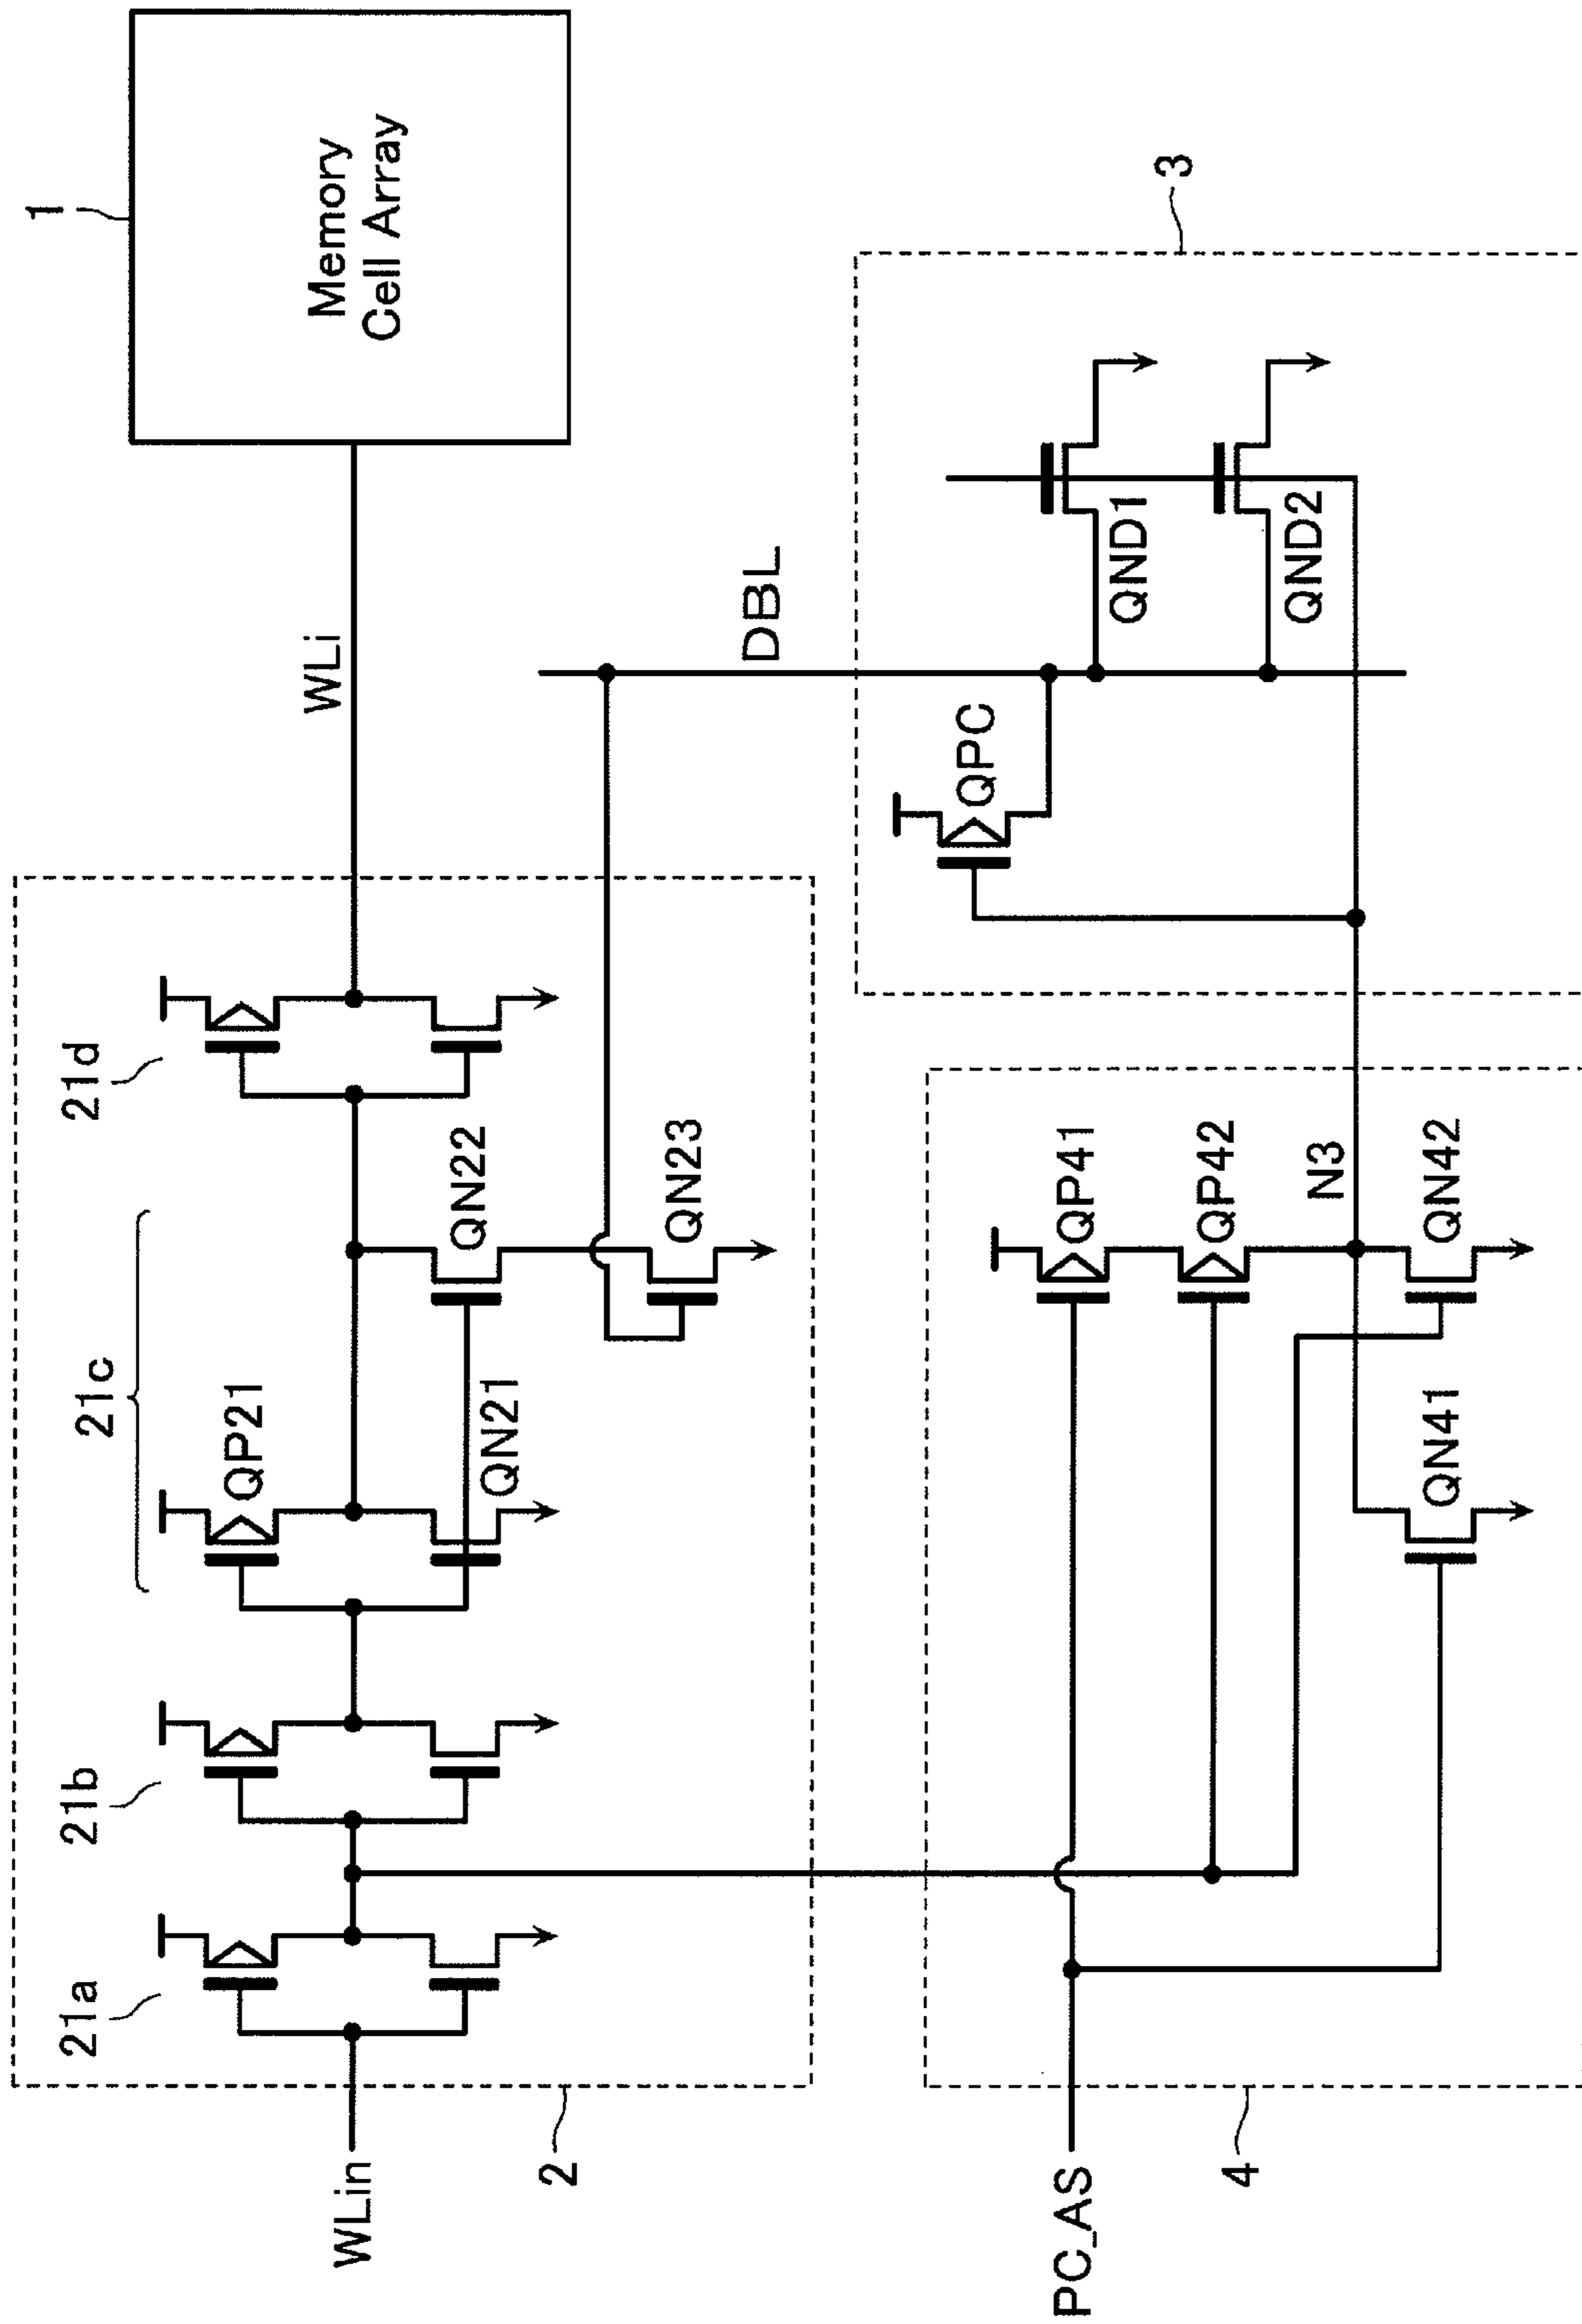 1
Memory
Cell Array
WLi
21d
21c
QP21
QN22
QN21
QN23
21b
21a
WLin
2
DBL
3
QPC
QND1
QND2
QP41
QP42
N3
QN42
QN41
PC_AS
4